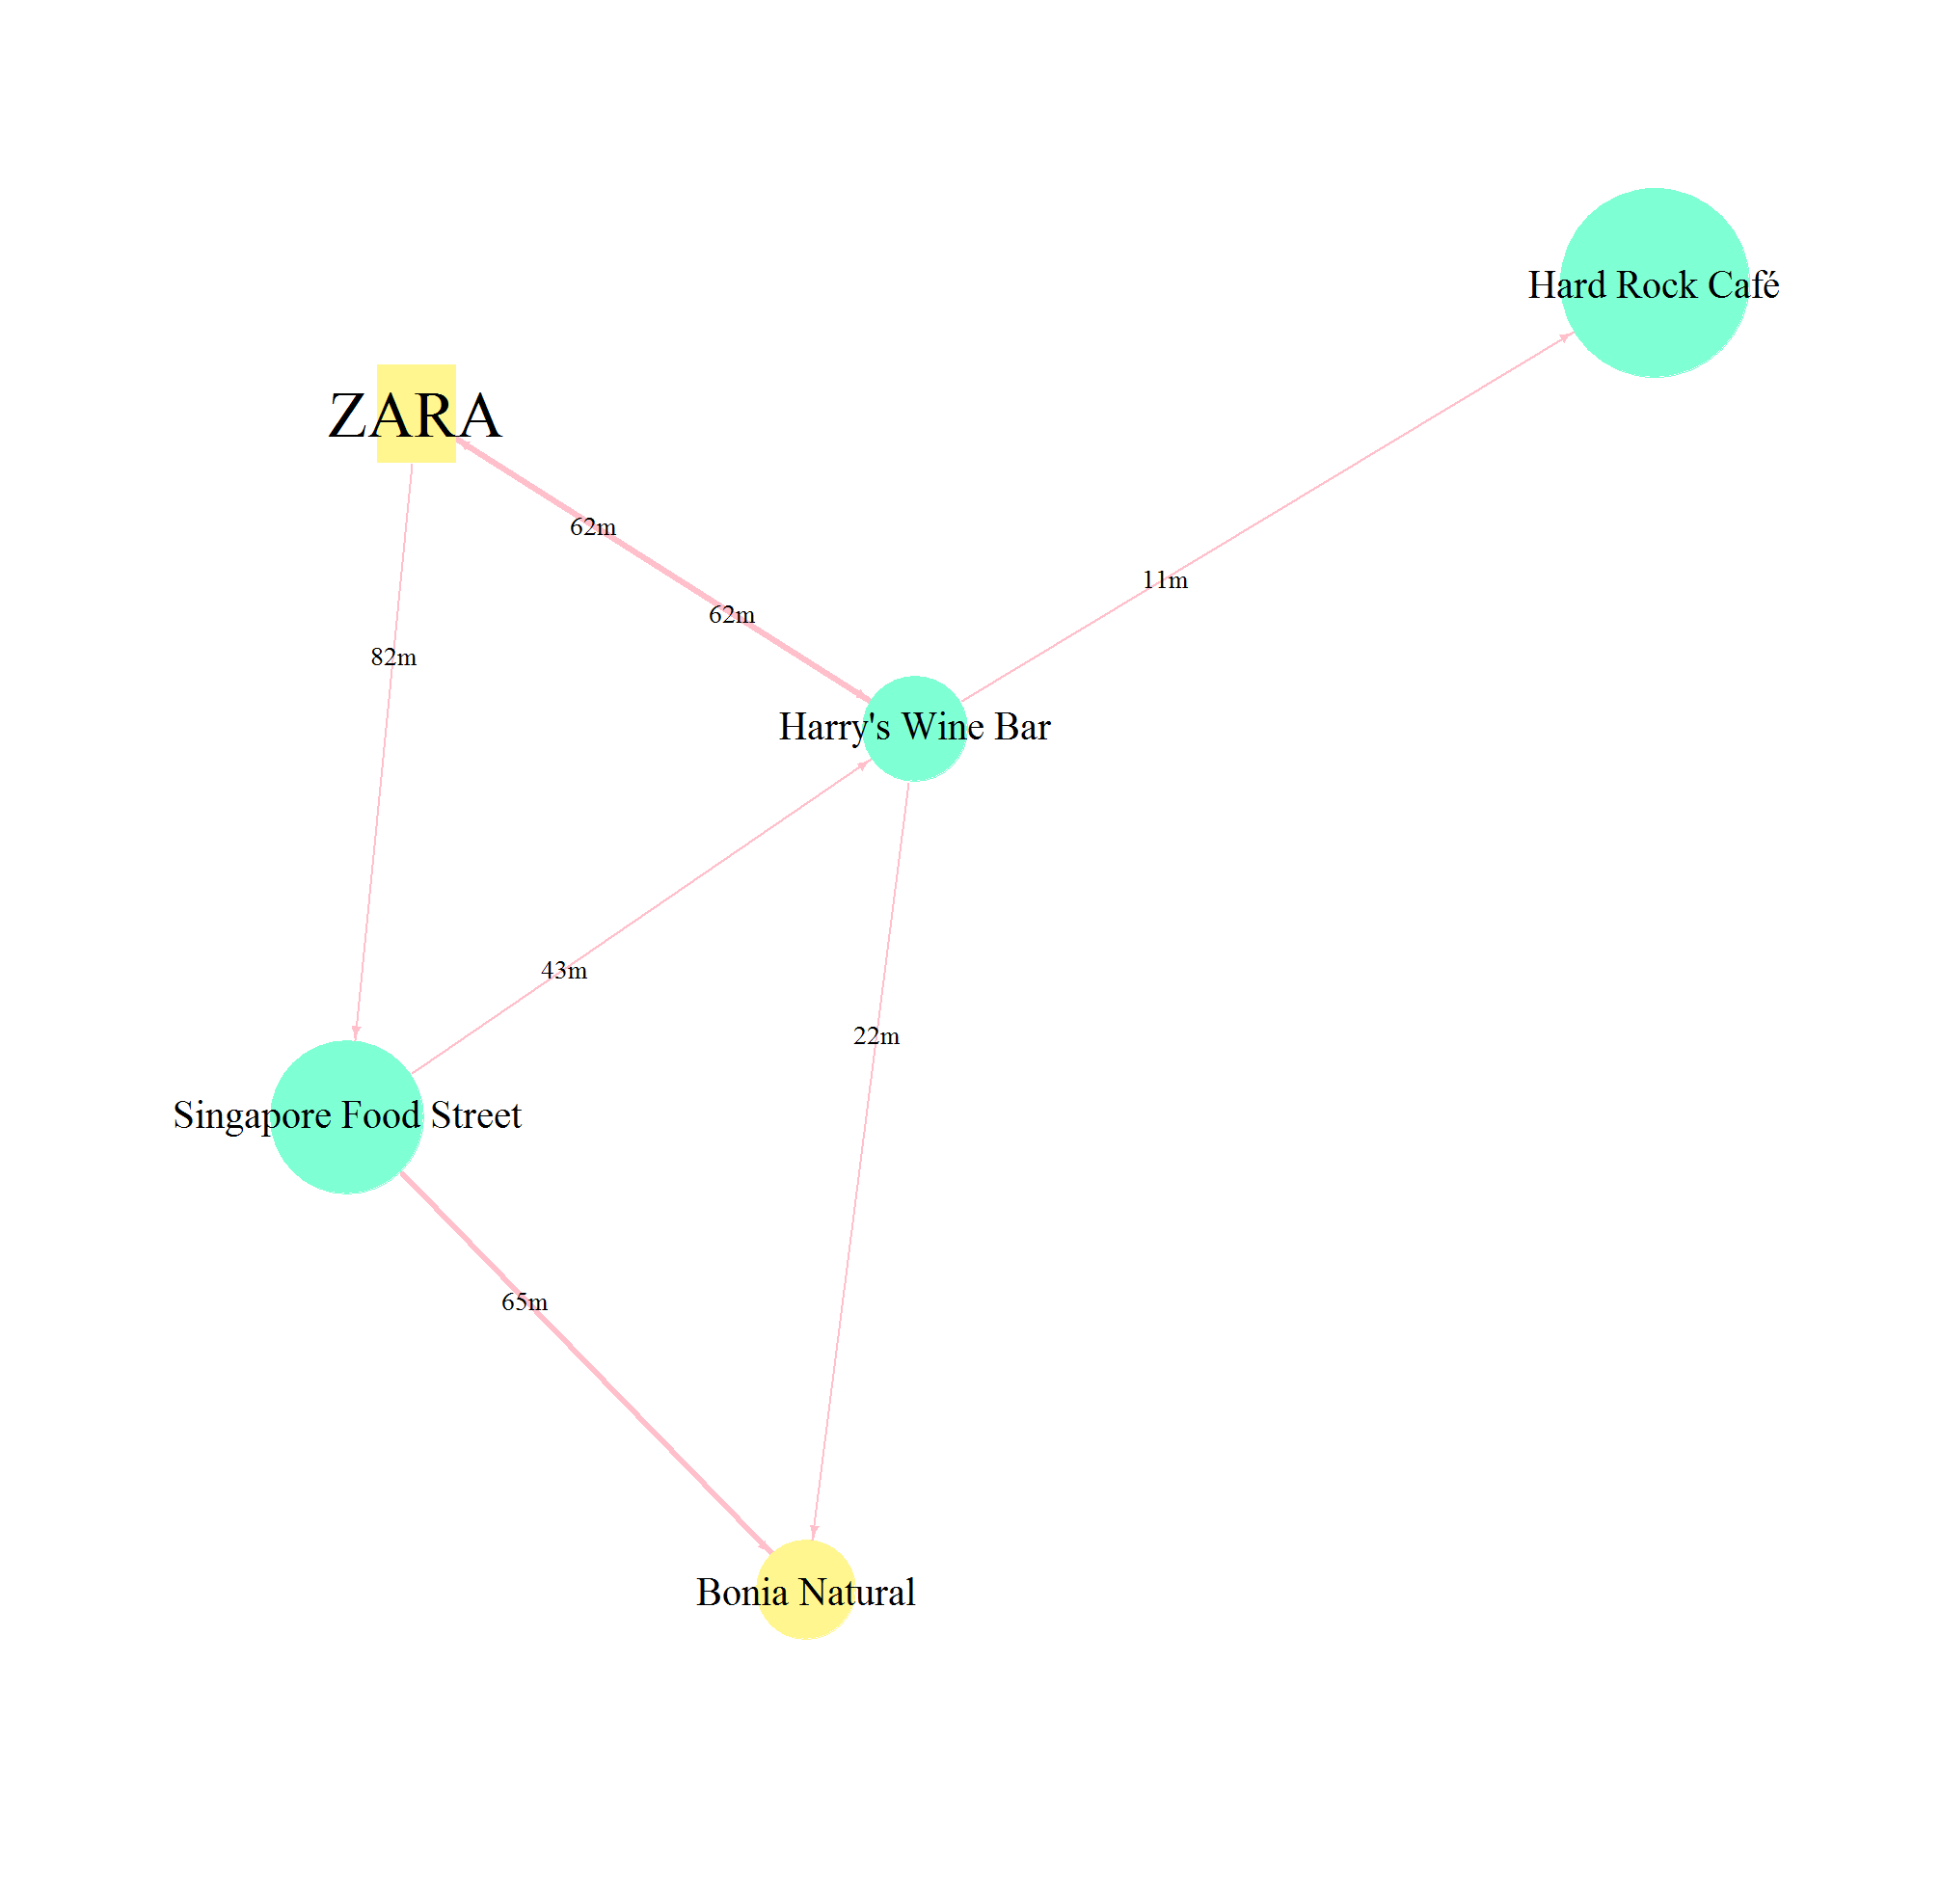 Hard Rock Café
ZARA
62m
11m
62m
82m
Harry's Wine Bar
43m
22m
Singapore Food Street
65m
Bonia Natural